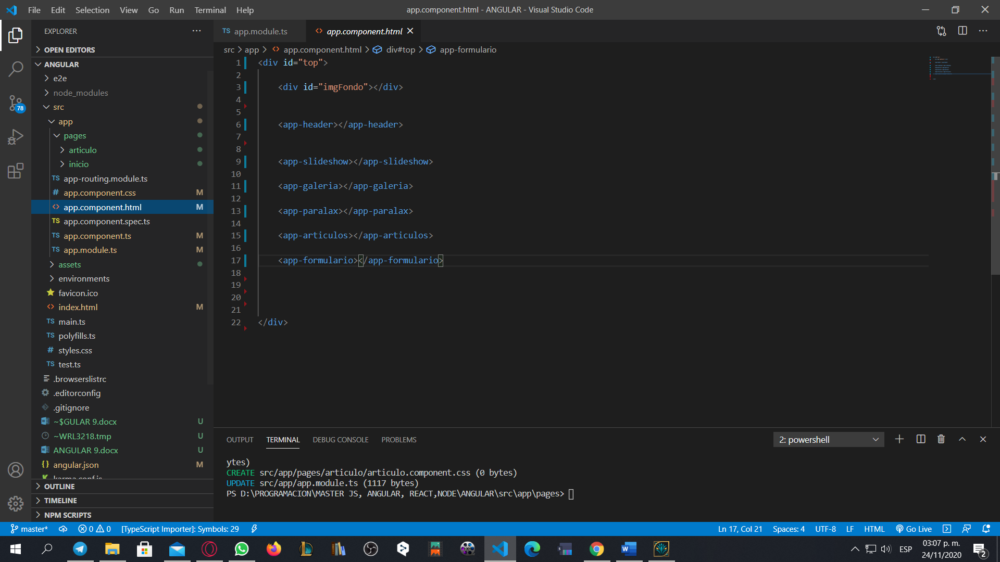 File Edit Selection View Go Run Terminal Help
app.component.html - ANGULAR - Visual Studio Code
EXPLORER
OPEN EDITORS
ANGULAR
e2e
node_modules
src
app
pages
articulo
inicio
TS app-routing.module.ts
# app.component.css M
<> app.component.html M
TS app.component.spec.ts
TS app.component.ts M
TS app.module.ts M
assets
environments
favicon.ico
<> index.html M
TS main.ts
TS polyfills.ts
# styles.css
TS test.ts
.browserslistrc
.editorconfig
.gitignore
~$GULAR 9.docx U
~WRL3218.tmp U
ANGULAR 9.docx U
{} angular.json M
karma.conf.js
OUTLINE
TIMELINE
NPM SCRIPTS
78
TS app.module.ts
<> app.component.html
src > app > <> app.component.html > div#top > app-formulario
1 <div id="top">
2
3 <div id="imgFondo"></div>
4
5
6 <app-header></app-header>
7
8
9 <app-slideshow></app-slideshow>
10
11 <app-galeria></app-galeria>
12
13 <app-paralax></app-paralax>
14
15 <app-articulos></app-articulos>
16
17 <app-formulario></app-formulario>
18
19
20
21
22 </div>
OUTPUT TERMINAL DEBUG CONSOLE PROBLEMS
2: powershell
ytes)
CREATE src/app/pages/articulo/articulo.component.css (0 bytes)
UPDATE src/app/app.module.ts (1117 bytes)
PS D:\PROGRAMACION\MASTER JS, ANGULAR, REACT,NODE\ANGULAR\src\app\pages>
master* 0 0 [TypeScript Importer]: Symbols: 29
Ln 17, Col 21 Spaces: 4 UTF-8 LF HTML Go Live
ESP
03:07 p. m.
24/11/2020
2